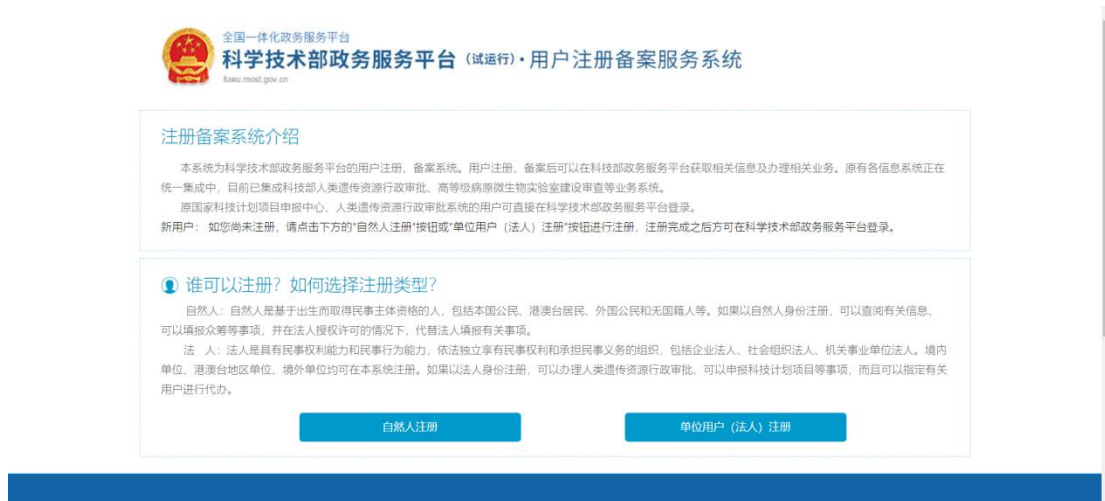 全国一体化政务服务平台
科学技术部政务服务平台（试运行）·用户注册备案服务系统
fuwu.most.gov.cn
注册备案系统介绍
本系统为科学技术部政务服务平台的用户注册、备案系统。用户注册、备案后可以在科技部政务服务平台获取相关信息及办理相关业务。原有各信息系统正在
统一集成中，目前已集成科技部人类遗传资源行政审批、高等级病原微生物实验室建设审查等业务系统。
原国家科技计划项目申报中心、人类遗传资源行政审批系统的用户可直接在科学技术部政务服务平台登录。
新用户： 如您尚未注册，请点击下方的"自然人注册"按钮或"单位用户（法人）注册"按钮进行注册，注册完成之后方可在科学技术部政务服务平台登录。
谁可以注册？如何选择注册类型？
自然人：自然人是基于出生而取得民事主体资格的人，包括本国公民、港澳台居民、外国公民和无国籍人等。如果以自然人身份注册，可以查阅有关信息、
可以填报众筹等事项，并在法人授权许可的情况下，代替法人填报有关事项。
法 人：法人是具有民事权利能力和民事行为能力，依法独立享有民事权利和承担民事义务的组织，包括企业法人、社会组织法人、机关事业单位法人。境内
单位、港澳台地区单位、境外单位均可在本系统注册。如果以法人身份注册，可以办理人类遗传资源行政审批、可以申报科技计划项目等事项，而且可以指定有关
用户进行代办。
自然人注册
单位用户（法人）注册